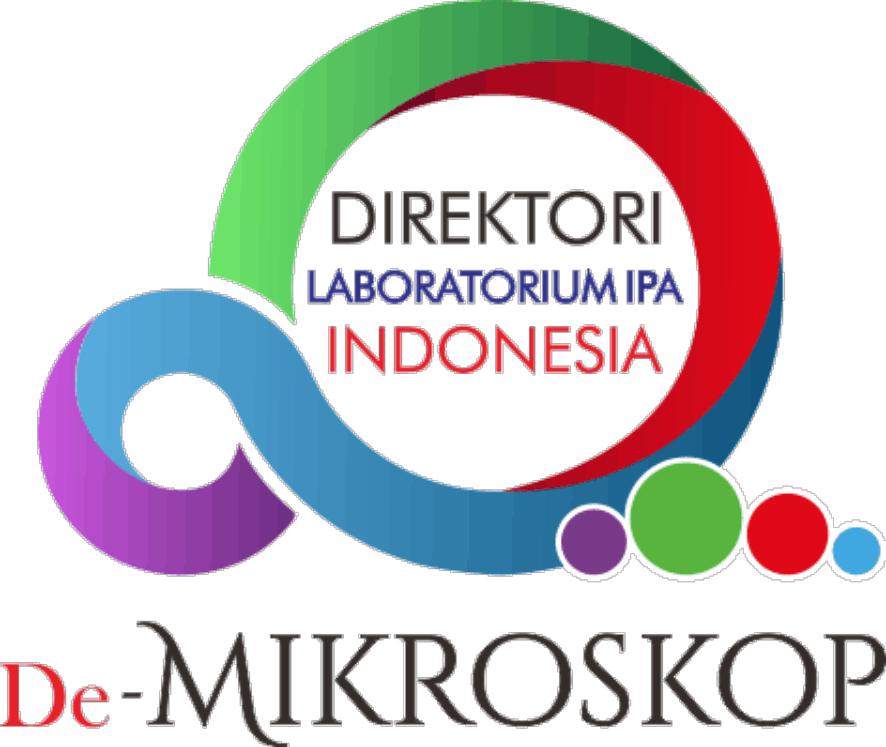 DIREKTORI
LABORATORIUM IPA
INDONESIA
De-MIKROSKOP